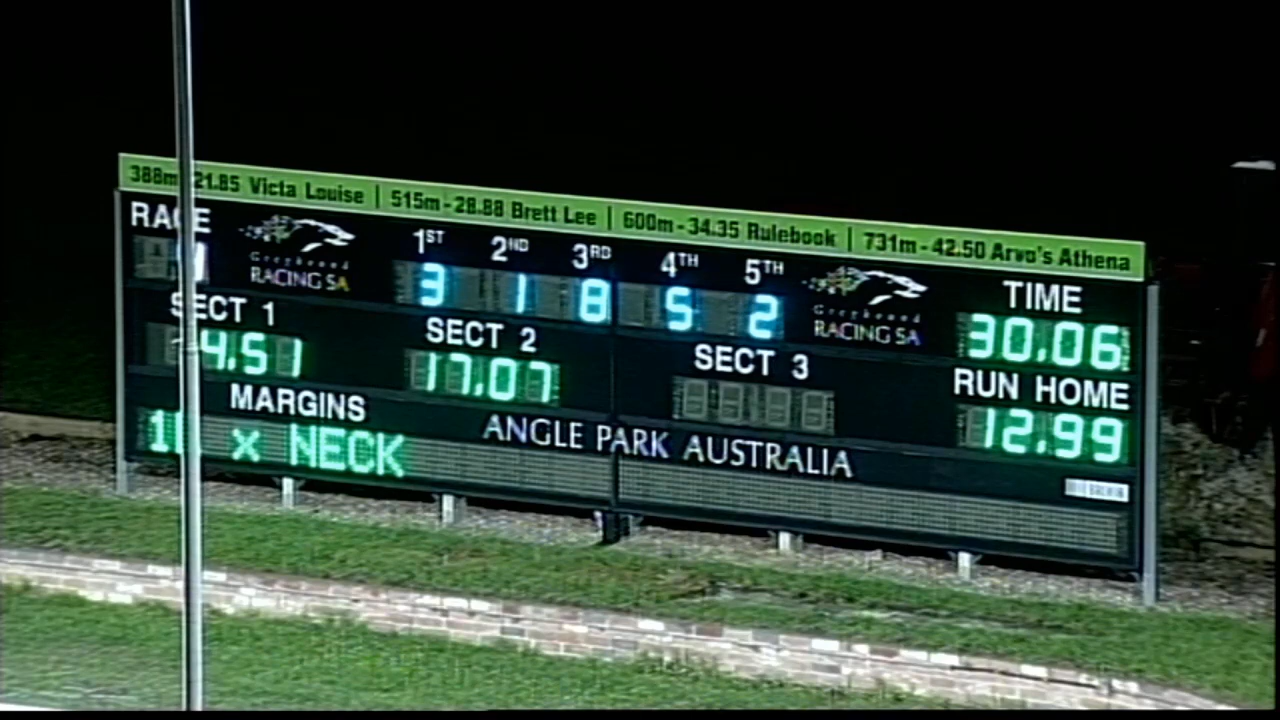 388m - 21.85 Victa Louise | 515m - 28.88 Brett Lee | 600m - 34.35 Rulebook | 731m - 42.50 Arvo's Athena
RACE
Greyhound
RACING SA
1ST 2ND 3RD 4TH 5TH
3 1 8 5 2
Greyhound
RACING SA
TIME
30.06
SECT 1
4.51
SECT 2
17.07
SECT 3
RUN HOME
12.99
MARGINS
x NECK
ANGLE PARK AUSTRALIA